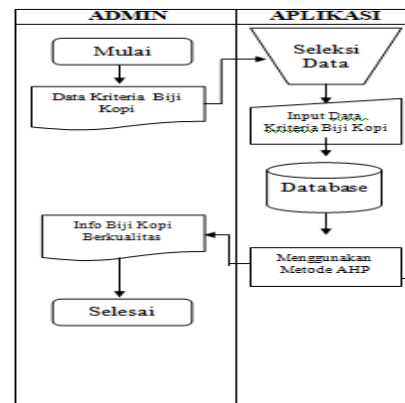 ADMIN
APLIKASI
Mulai
Data Kriteria Biji
Kopi
Seleksi
Data
Input Data
Kriteria Biji Kopi
Database
Menggunakan
Metode AHP
Info Biji Kopi
Berkualitas
Selesai